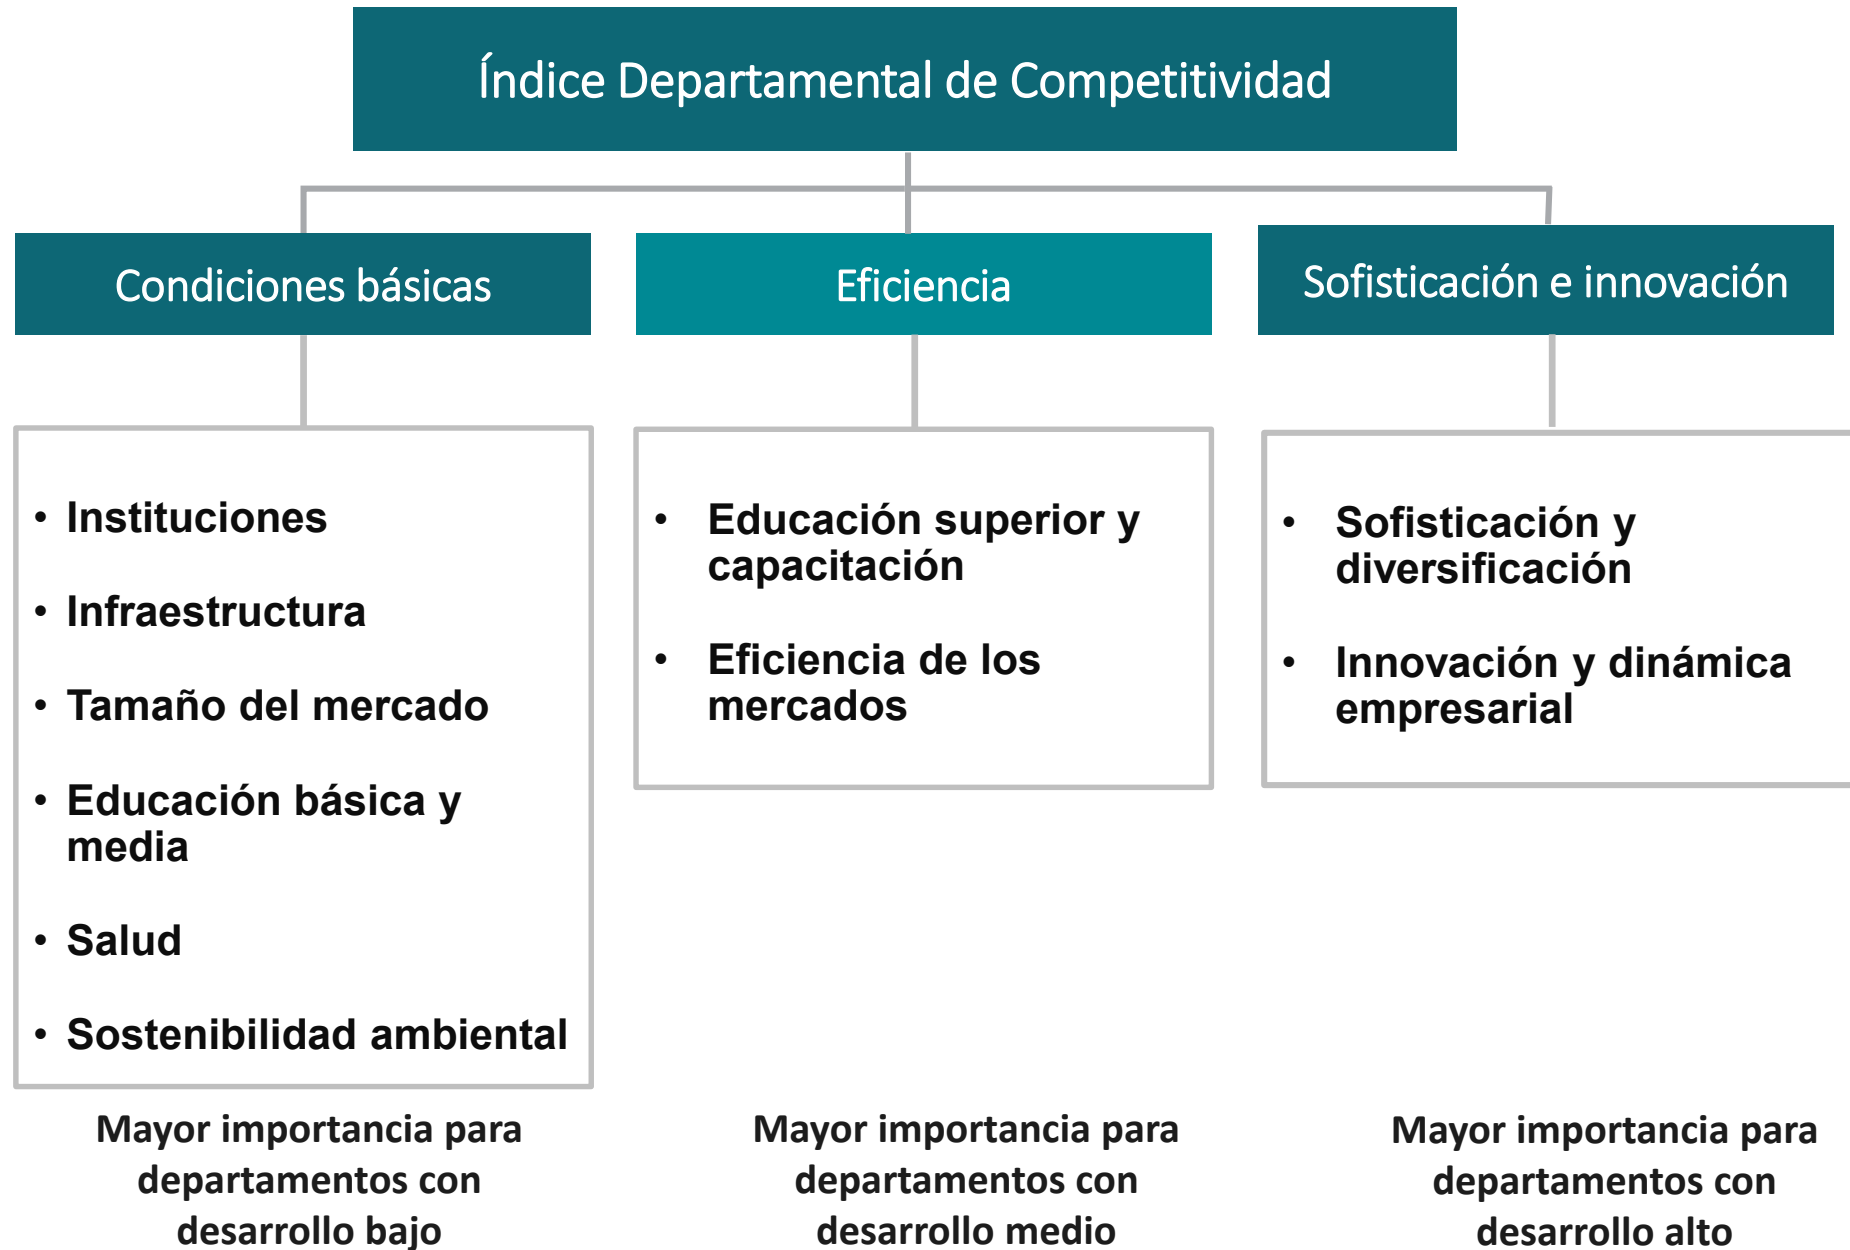 Índice Departamental de Competitividad
Condiciones básicas
Eficiencia
Sofisticación e innovación
• Instituciones
• Infraestructura
• Tamaño del mercado
• Educación básica y
media
• Salud
• Sostenibilidad ambiental
• Educación superior y
capacitación
• Eficiencia de los
mercados
• Sofisticación y
diversificación
• Innovación y dinámica
empresarial
Mayor importancia para
departamentos con
desarrollo bajo
Mayor importancia para
departamentos con
desarrollo medio
Mayor importancia para
departamentos con
desarrollo alto